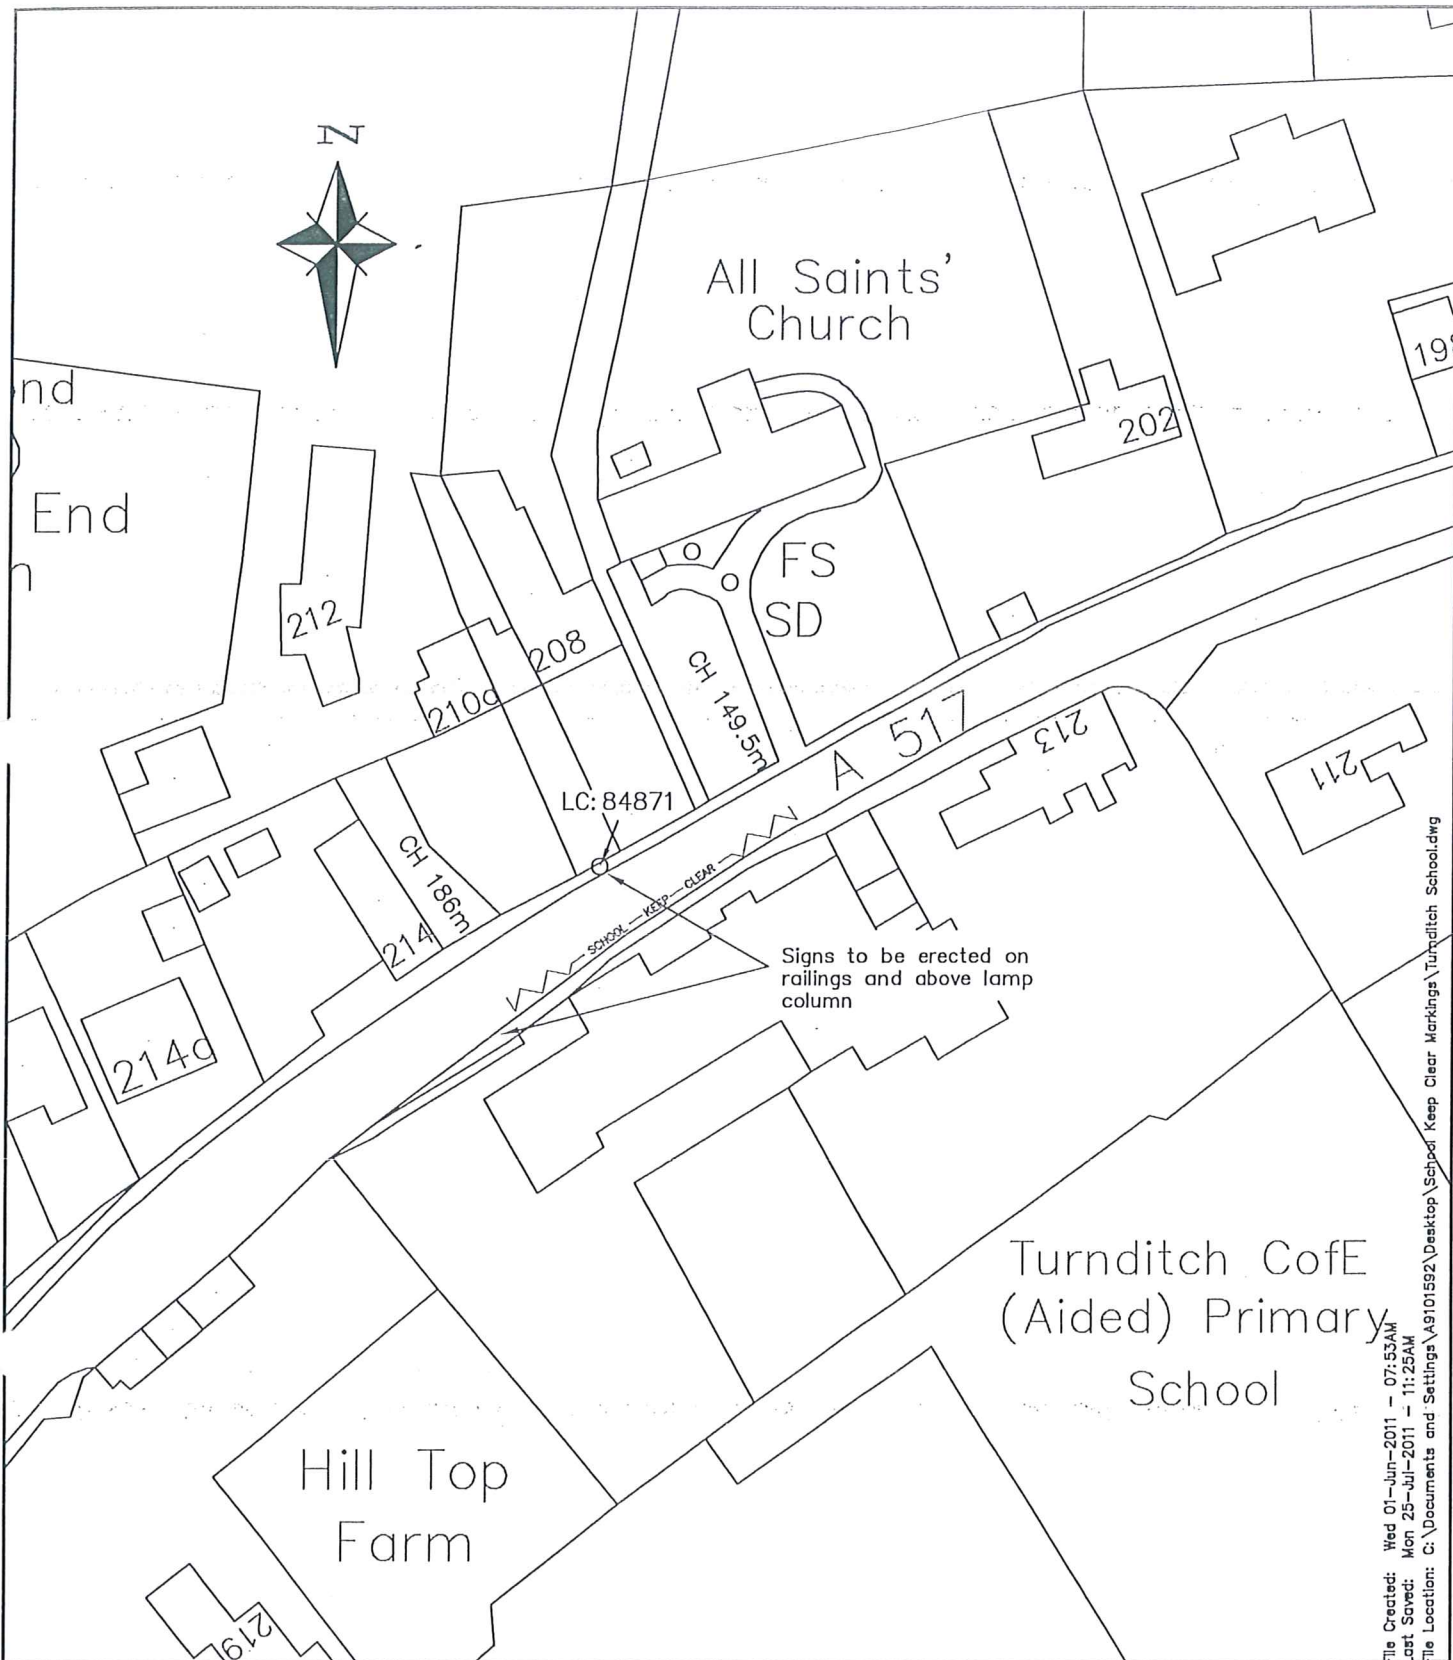 N
All Saints'
Church
nd
End
n
202
212
FS
SD
208
210a
CH 149.5m
A 517
213
211
LC: 84871
CH 186m
214
SCHOOL KEEP CLEAR
Signs to be erected on
railings and above lamp
column
214a
Turnditch CofE
(Aided) Primary
School
Hill Top
Farm
219
File Created: Wed 01-Jun-2011 - 07:53AM
Last Saved: Mon 25-Jul-2011 - 11:25AM
File Location: C:\Documents and Settings\A9101592\Desktop\School Keep Clear Markings\Turnditch School.dwg